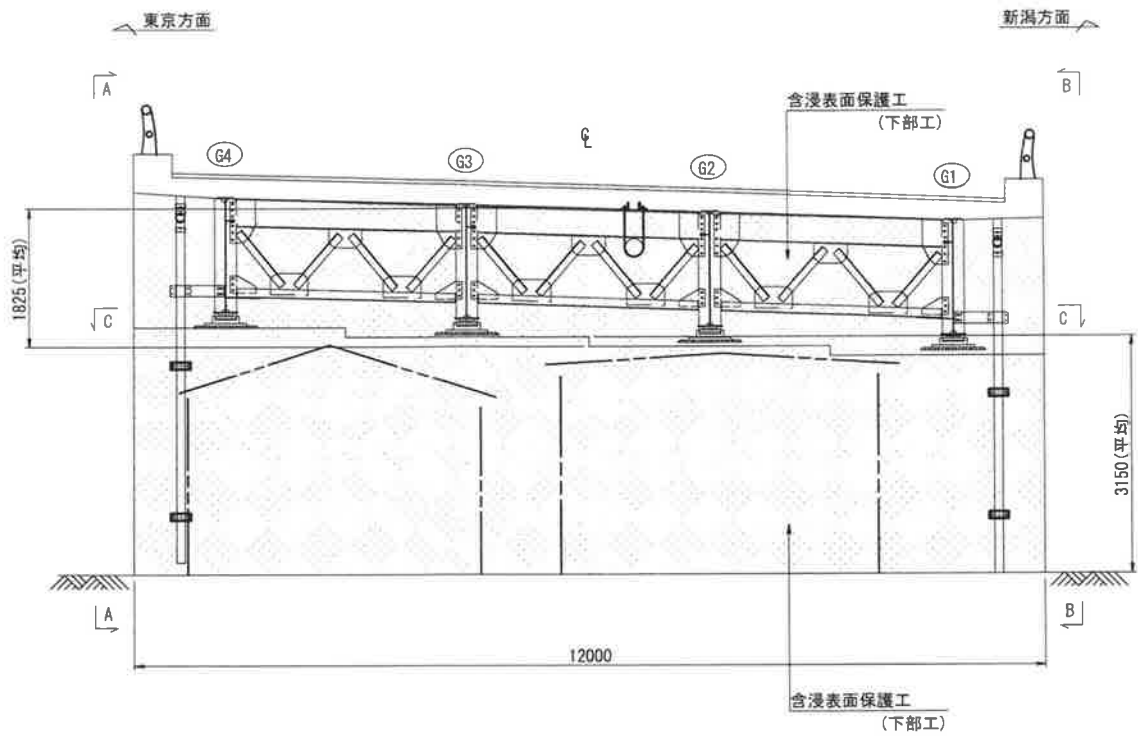 東京方面
新潟方面
A
B
含浸表面保護工
(下部工)
℄
G4
G3
G2
G1
1825(平均)
C
C
3150(平均)
A
B
12000
含浸表面保護工
(下部工)